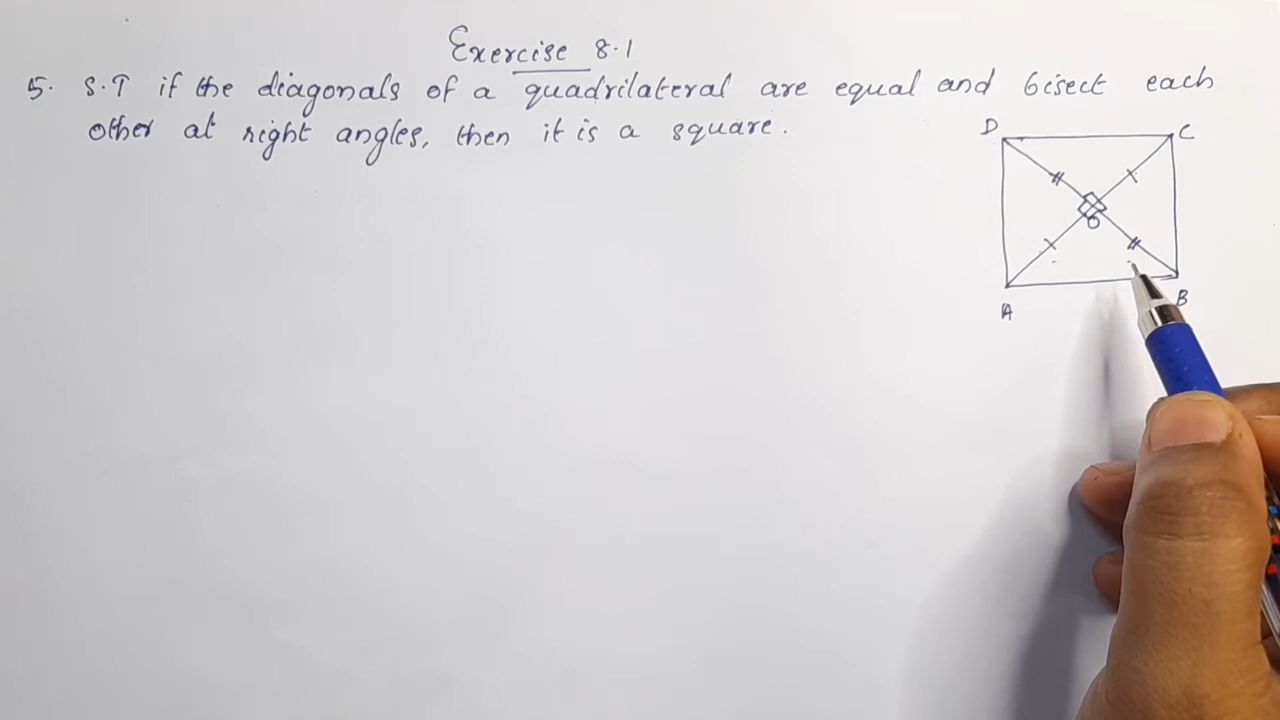 Exercise 8.1
5. S.T if the diagonals of a quadrilateral are equal and bisect each
other at right angles, then it is a square.
D C
O
A B